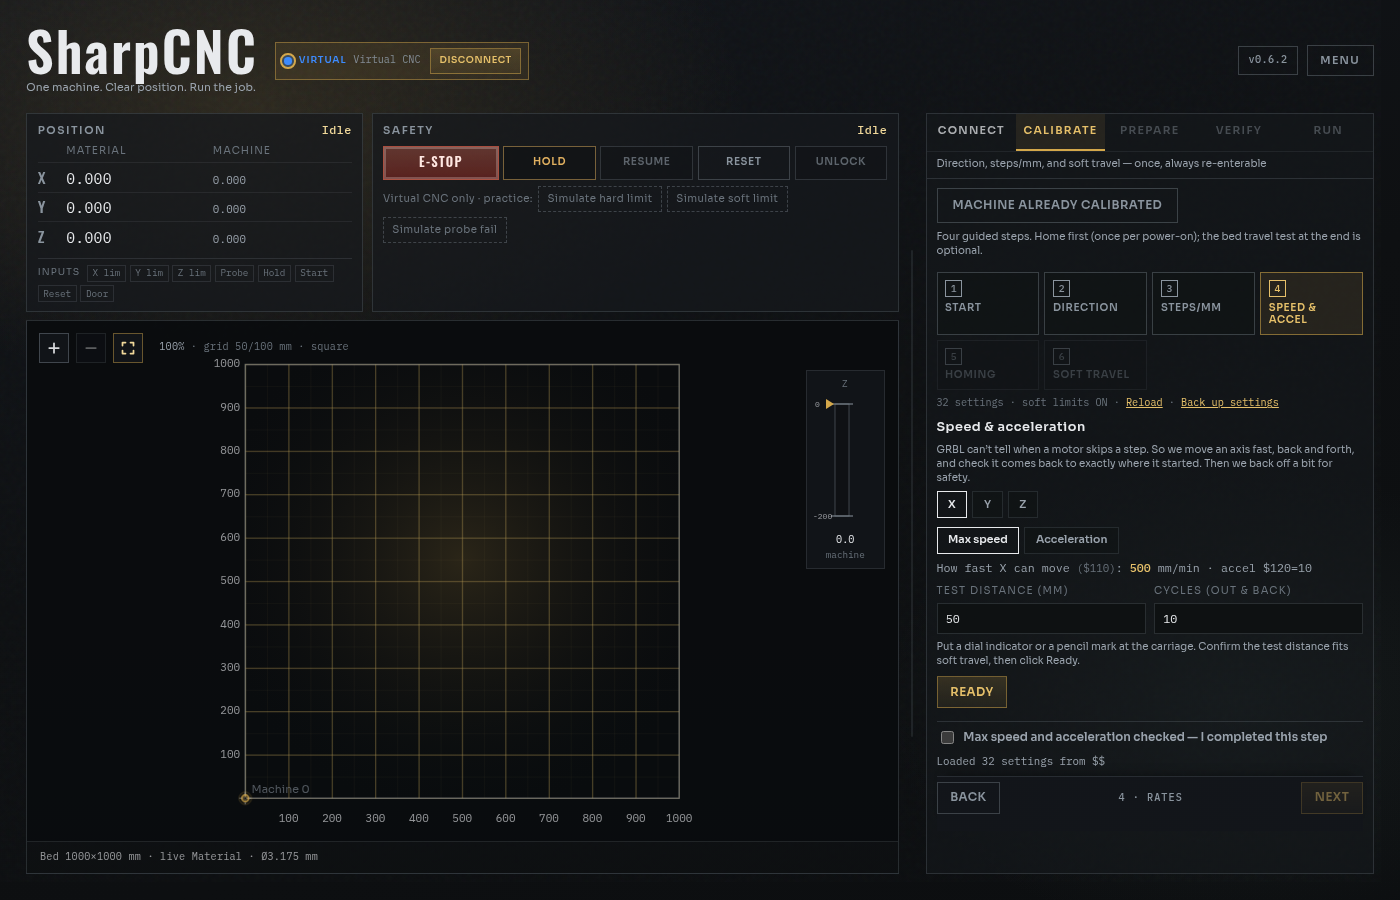 SharpCNC
One machine. Clear position. Run the job.
VIRTUAL Virtual CNC DISCONNECT
v0.6.2 MENU
POSITION Idle
MATERIAL MACHINE
X 0.000 0.000
Y 0.000 0.000
Z 0.000 0.000
INPUTS X lim Y lim Z lim Probe Hold Start
Reset Door
SAFETY Idle
E-STOP HOLD RESUME RESET UNLOCK
Virtual CNC only · practice: Simulate hard limit Simulate soft limit
Simulate probe fail
+ − 100% · grid 50/100 mm · square
1000
900
800
700
600
500
400
300
200
100
Machine 0
100 200 300 400 500 600 700 800 900 1000
Z
0
-200
0.0
machine
Bed 1000×1000 mm · live Material · Ø3.175 mm
CONNECT CALIBRATE PREPARE VERIFY RUN
Direction, steps/mm, and soft travel — once, always re-enterable
MACHINE ALREADY CALIBRATED
Four guided steps. Home first (once per power-on); the bed travel test at the end is
optional.
1 START
2 DIRECTION
3 STEPS/MM
4 SPEED &
ACCEL
5 HOMING
6 SOFT TRAVEL
32 settings · soft limits ON · Reload · Back up settings
Speed & acceleration
GRBL can't tell when a motor skips a step. So we move an axis fast, back and forth,
and check it comes back to exactly where it started. Then we back off a bit for
safety.
X Y Z
Max speed Acceleration
How fast X can move ($110): 500 mm/min · accel $120=10
TEST DISTANCE (MM) CYCLES (OUT & BACK)
50 10
Put a dial indicator or a pencil mark at the carriage. Confirm the test distance fits
soft travel, then click Ready.
READY
Max speed and acceleration checked — I completed this step
Loaded 32 settings from $$
BACK 4 · RATES NEXT